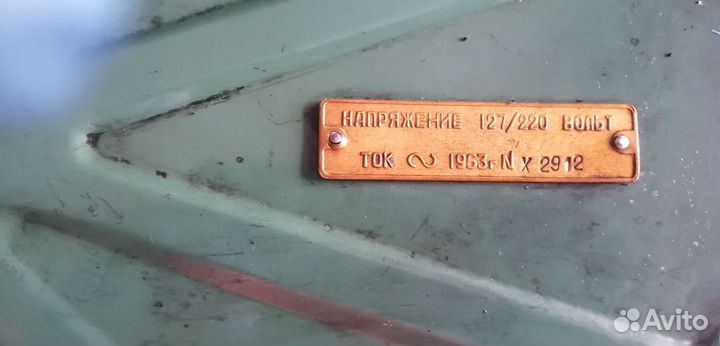 НАПРЯЖЕНИЕ 127/220 ВОЛЬТ
ТОК ~ 1963г N X 2912
Avito